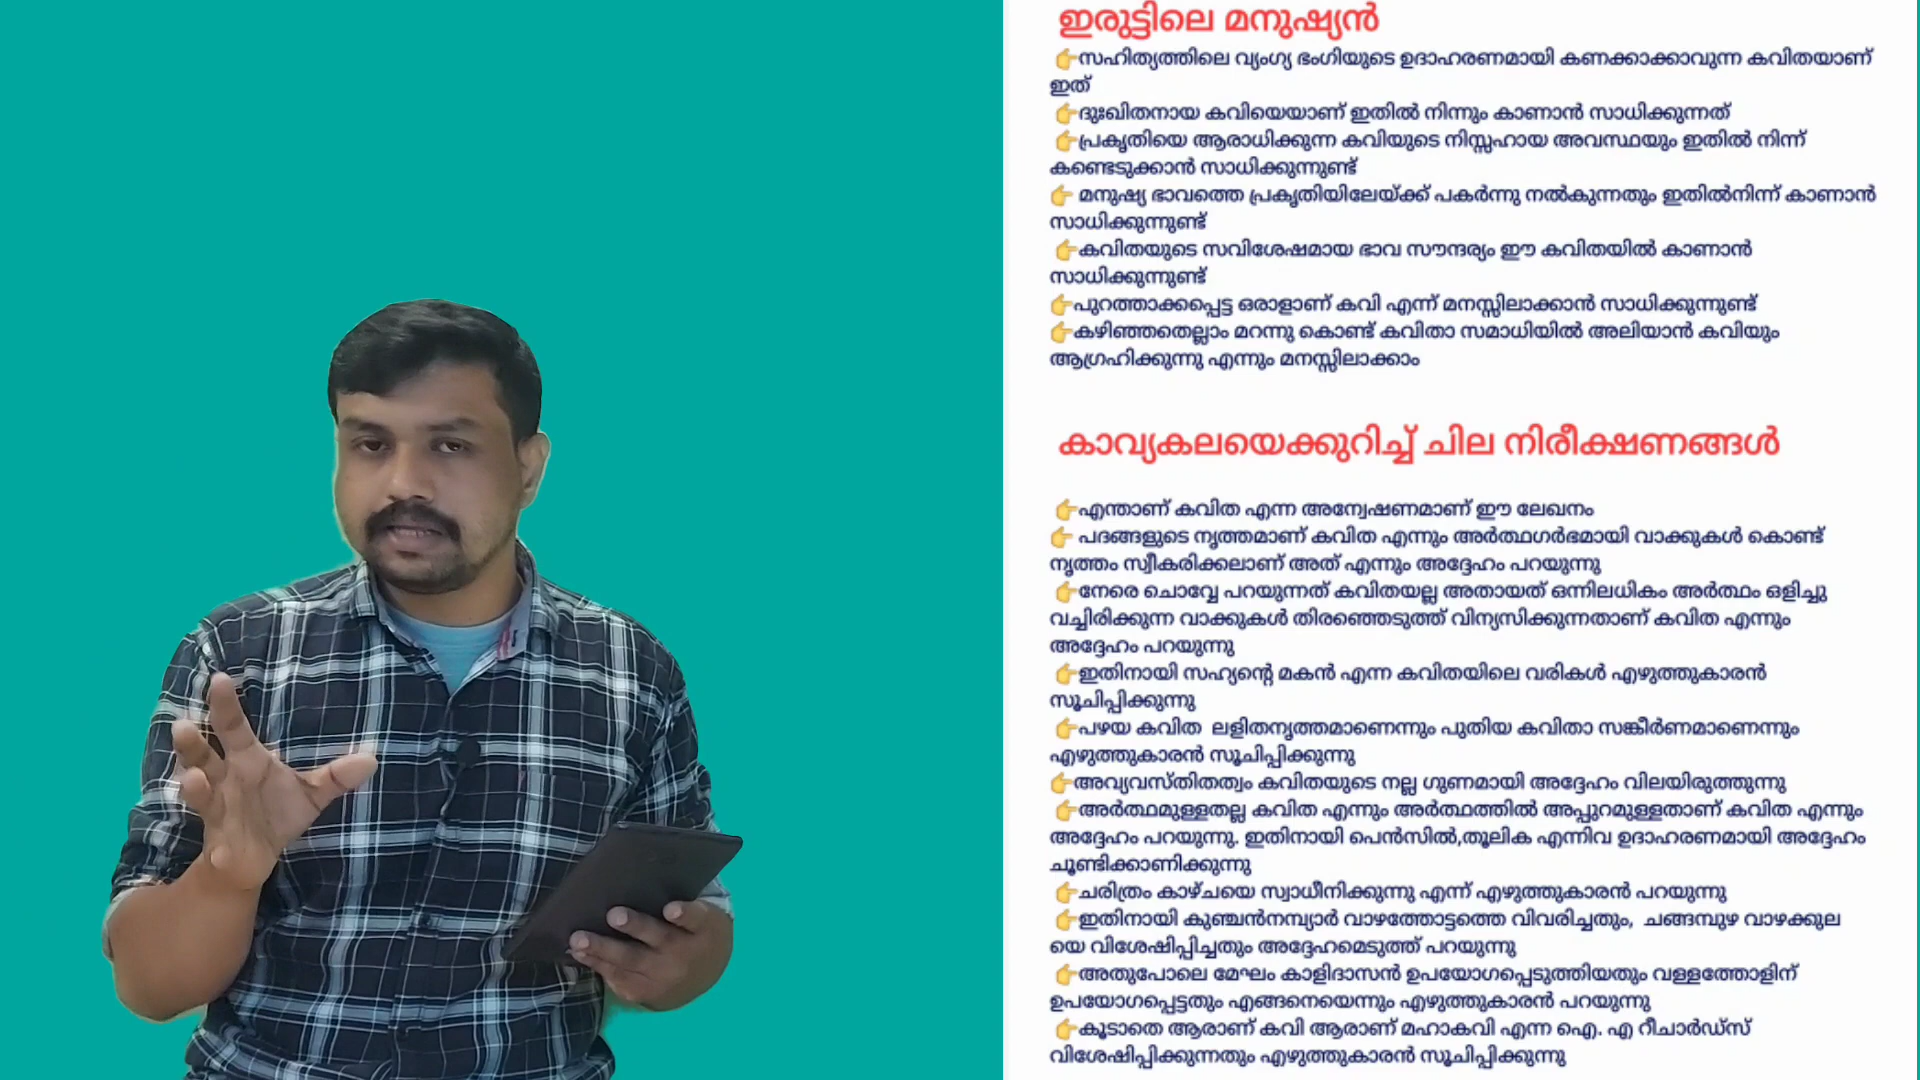 ഇരുട്ടിലെ മനുഷ്യൻ
👉സഹിത്യത്തിലെ വ്യംഗ്യ ഭംഗിയുടെ ഉദാഹരണമായി കണക്കാക്കാവുന്ന കവിതയാണ്
ഇത്
👉ദുഃഖിതനായ കവിയെയാണ് ഇതിൽ നിന്നും കാണാൻ സാധിക്കുന്നത്
👉പ്രകൃതിയെ ആരാധിക്കുന്ന കവിയുടെ നിസ്സഹായ അവസ്ഥയും ഇതിൽ നിന്ന്
കണ്ടെടുക്കാൻ സാധിക്കുന്നുണ്ട്
👉 മനുഷ്യ ഭാവത്തെ പ്രകൃതിയിലേയ്ക്ക് പകർന്നു നൽകുന്നതും ഇതിൽനിന്ന് കാണാൻ
സാധിക്കുന്നുണ്ട്
👉കവിതയുടെ സവിശേഷമായ ഭാവ സൗന്ദര്യം ഈ കവിതയിൽ കാണാൻ
സാധിക്കുന്നുണ്ട്
👉പുറത്താക്കപ്പെട്ട ഒരാളാണ് കവി എന്ന് മനസ്സിലാക്കാൻ സാധിക്കുന്നുണ്ട്
👉കഴിഞ്ഞതെല്ലാം മറന്നു കൊണ്ട് കവിതാ സമാധിയിൽ അലിയാൻ കവിയും
ആഗ്രഹിക്കുന്നു എന്നും മനസ്സിലാക്കാം
കാവ്യകലയെക്കുറിച്ച് ചില നിരീക്ഷണങ്ങൾ
👉എന്താണ് കവിത എന്ന അന്വേഷണമാണ് ഈ ലേഖനം
👉 പദങ്ങളുടെ നൃത്തമാണ് കവിത എന്നും അർത്ഥഗർഭമായി വാക്കുകൾ കൊണ്ട്
നൃത്തം സ്വീകരിക്കലാണ് അത് എന്നും അദ്ദേഹം പറയുന്നു
👉നേരെ ചൊവ്വേ പറയുന്നത് കവിതയല്ല അതായത് ഒന്നിലധികം അർത്ഥം ഒളിച്ചു
വച്ചിരിക്കുന്ന വാക്കുകൾ തിരഞ്ഞെടുത്ത് വിന്യസിക്കുന്നതാണ് കവിത എന്നും
അദ്ദേഹം പറയുന്നു
👉ഇതിനായി സഹ്യന്റെ മകൻ എന്ന കവിതയിലെ വരികൾ എഴുത്തുകാരൻ
സൂചിപ്പിക്കുന്നു
👉പഴയ കവിത ലളിതനൃത്തമാണെന്നും പുതിയ കവിതാ സങ്കീർണമാണെന്നും
എഴുത്തുകാരൻ സൂചിപ്പിക്കുന്നു
👉അവ്യവസ്തിതത്വം കവിതയുടെ നല്ല ഗുണമായി അദ്ദേഹം വിലയിരുത്തുന്നു
👉അർത്ഥമുള്ളതല്ല കവിത എന്നും അർത്ഥത്തിൽ അപ്പുറമുള്ളതാണ് കവിത എന്നും
അദ്ദേഹം പറയുന്നു. ഇതിനായി പെൻസിൽ,തൂലിക എന്നിവ ഉദാഹരണമായി അദ്ദേഹം
ചൂണ്ടിക്കാണിക്കുന്നു
👉ചരിത്രം കാഴ്ചയെ സ്വാധീനിക്കുന്നു എന്ന് എഴുത്തുകാരൻ പറയുന്നു
👉ഇതിനായി കുഞ്ചൻനമ്പ്യാർ വാഴത്തോട്ടത്തെ വിവരിച്ചതും, ചങ്ങമ്പുഴ വാഴക്കുല
യെ വിശേഷിപ്പിച്ചതും അദ്ദേഹമെടുത്ത് പറയുന്നു
👉അതുപോലെ മേഘം കാളിദാസൻ ഉപയോഗപ്പെടുത്തിയതും വള്ളത്തോളിന്
ഉപയോഗപ്പെട്ടതും എങ്ങനെയെന്നും എഴുത്തുകാരൻ പറയുന്നു
👉കൂടാതെ ആരാണ് കവി ആരാണ് മഹാകവി എന്ന ഐ. എ റീചാർഡ്സ്
വിശേഷിപ്പിക്കുന്നതും എഴുത്തുകാരൻ സൂചിപ്പിക്കുന്നു